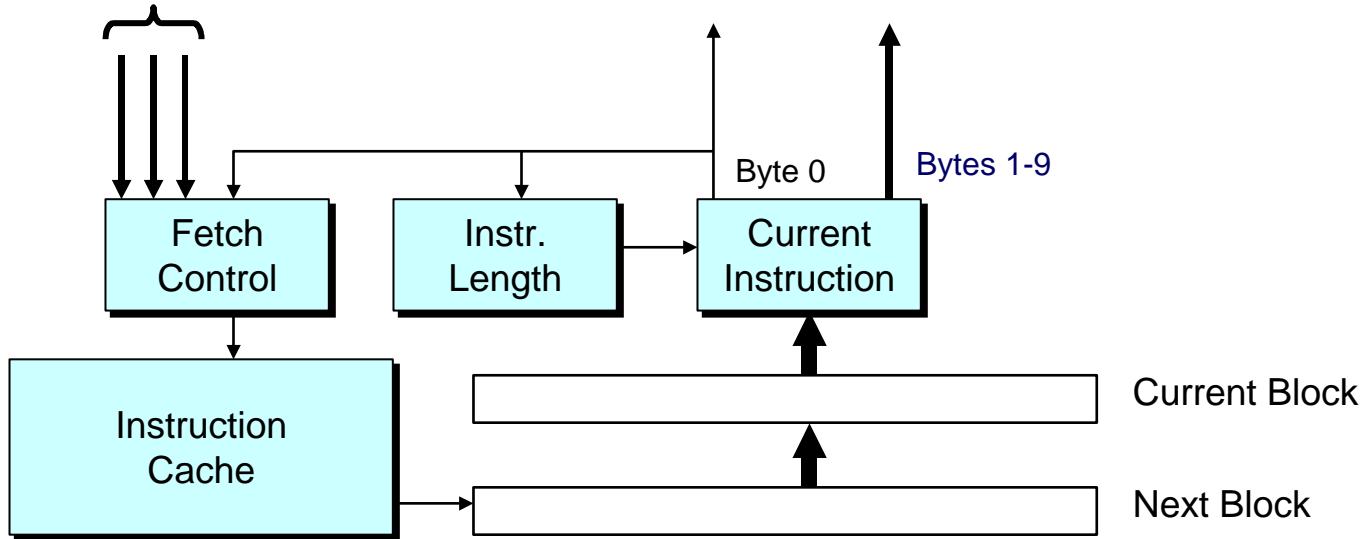 Byte 0
Bytes 1-9
Fetch
Control
Instr.
Length
Current
Instruction
Current Block
Instruction
Cache
Next Block